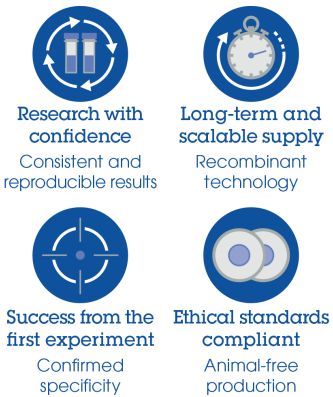 Research with
confidence
Consistent and
reproducible results
Long-term and
scalable supply
Recombinant
technology
Success from the
first experiment
Confirmed
specificity
Ethical standards
compliant
Animal-free
production